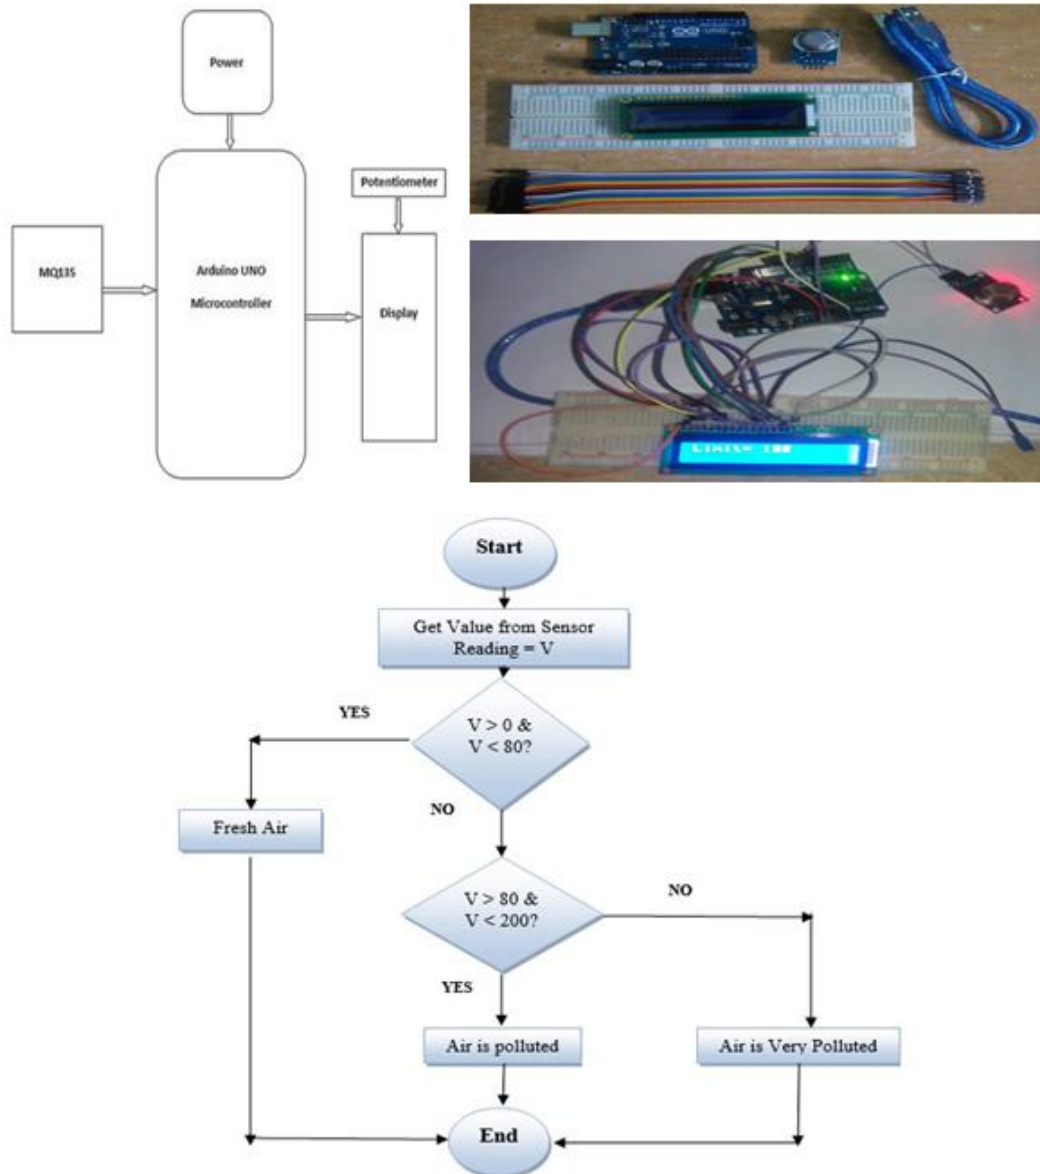 Power
Potentiometer
MQ135
Arduino UNO
Microcontroller
Display
UNO
Start
Get Value from Sensor
Reading = V
YES
V > 0 &
V < 80?
NO
Fresh Air
V > 80 &
V < 200?
NO
YES
Air is polluted
Air is Very Polluted
End